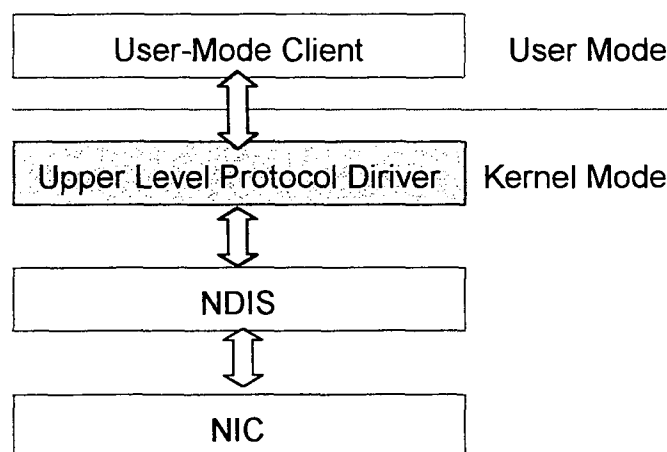 User-Mode Client User Mode
Upper Level Protocol Diriver Kernel Mode
NDIS
NIC